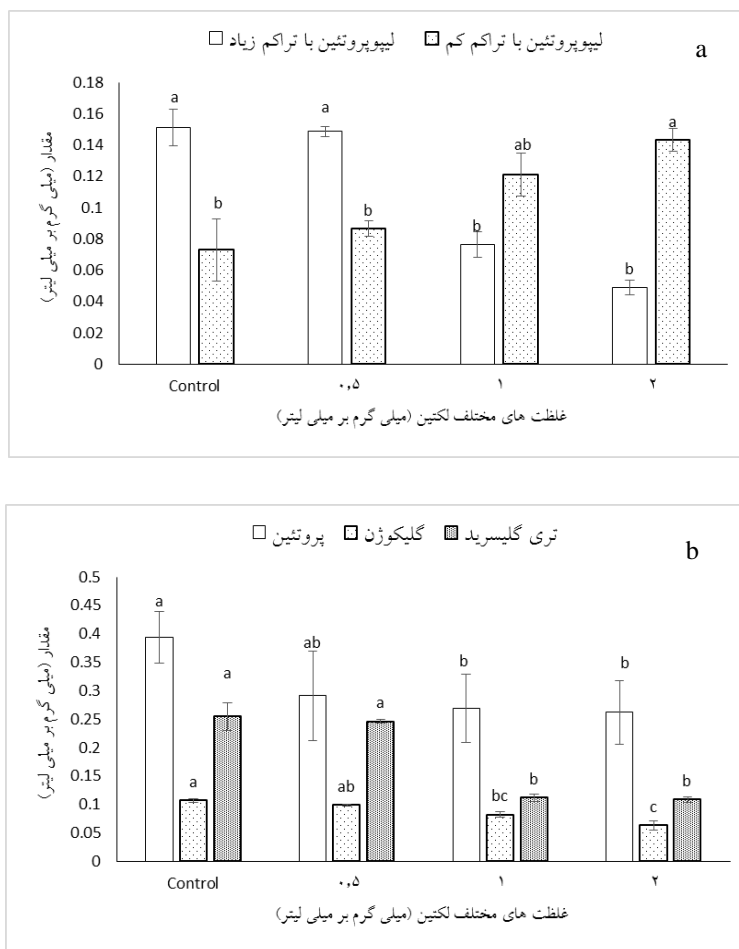 لیپوپروتئین با تراکم زیاد لیپوپروتئین با تراکم کم
a
مقدار (میلی گرم بر میلی لیتر)
0.18
0.16
0.14
0.12
0.1
0.08
0.06
0.04
0.02
0
a b a b b ab b a
Control ۰,۵ ۱ ۲
غلظت های مختلف لکتین (میلی گرم بر میلی لیتر)
پروتئین گلیکوژن تری گلیسرید
b
مقدار (میلی گرم بر میلی لیتر)
0.5
0.45
0.4
0.35
0.3
0.25
0.2
0.15
0.1
0.05
0
a a a ab ab a b bc b b c b
Control ۰,۵ ۱ ۲
غلظت های مختلف لکتین (میلی گرم بر میلی لیتر)